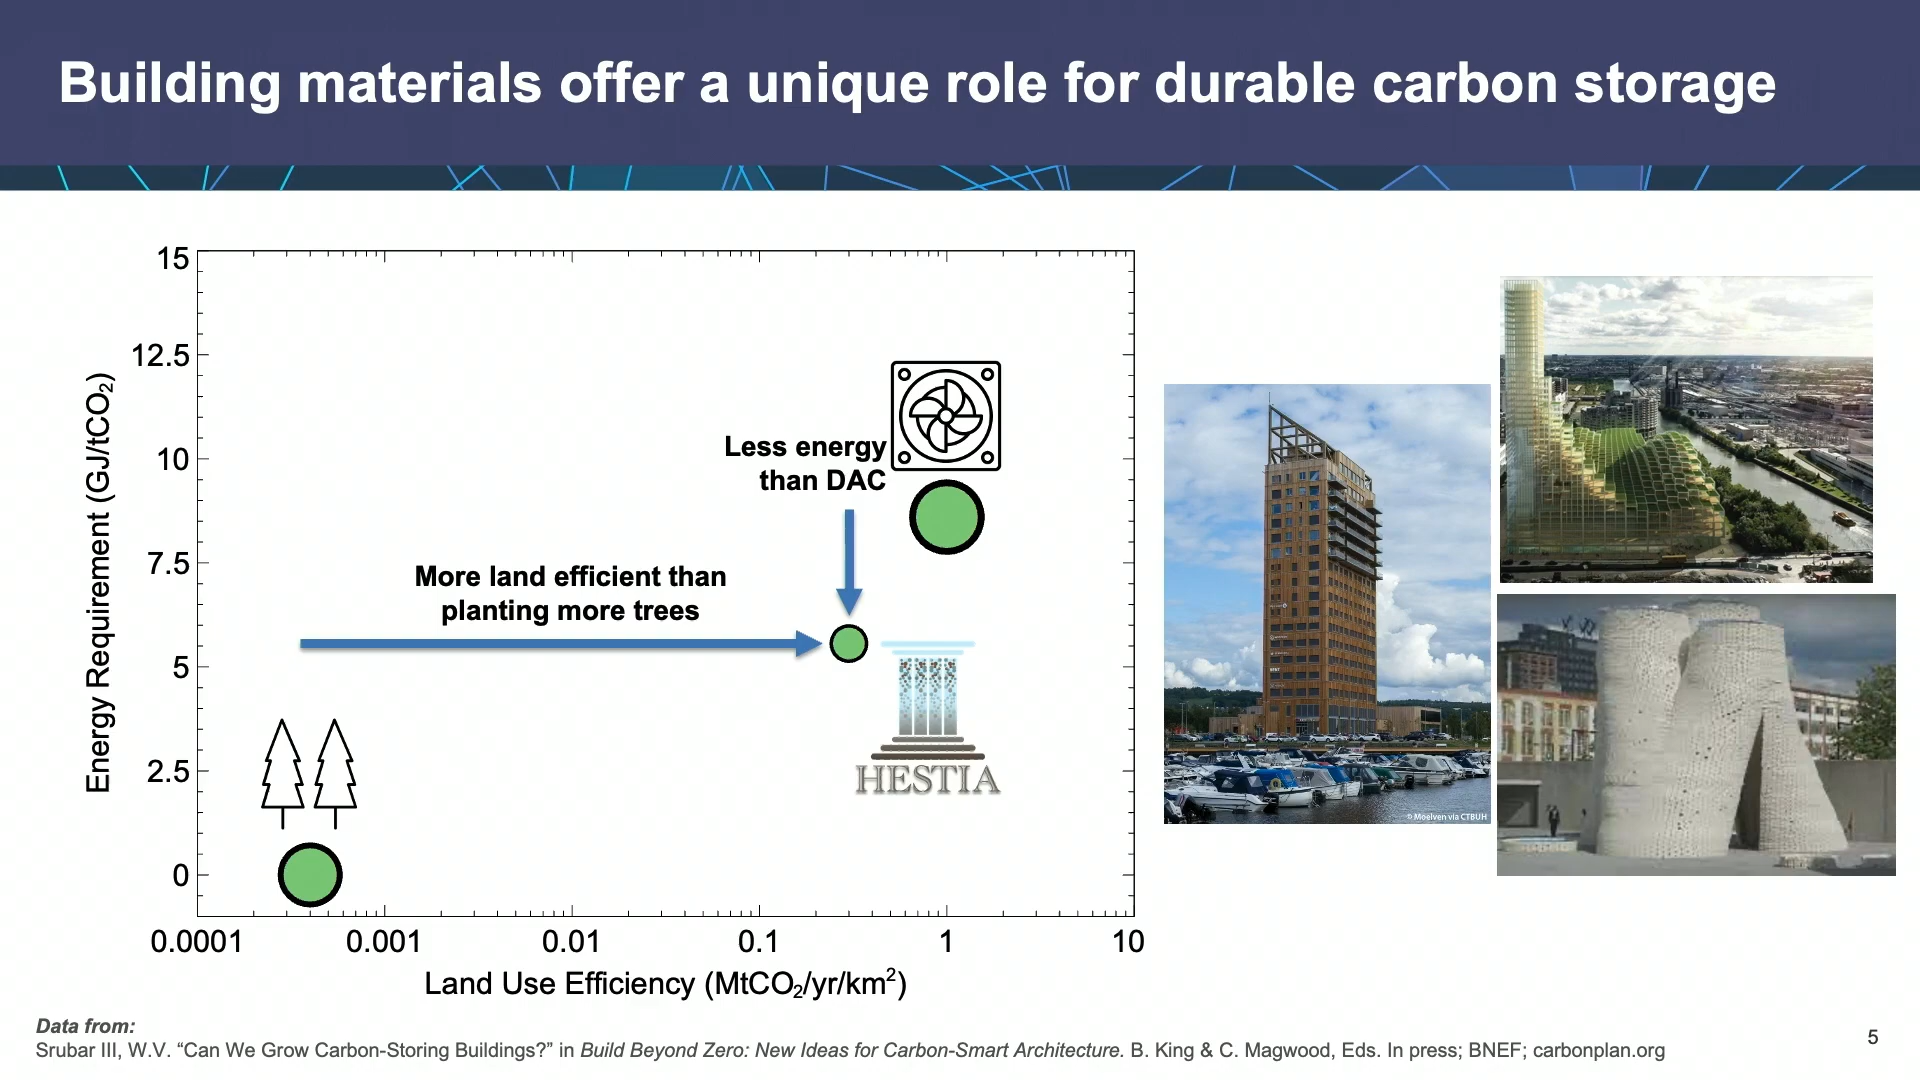 Building materials offer a unique role for durable carbon storage
15
12.5
10
7.5
5
2.5
0
Energy Requirement (GJ/tCO₂)
Less energy
than DAC
More land efficient than
planting more trees
HESTIA
0.0001
0.001
0.01
0.1
1
10
Land Use Efficiency (MtCO₂/yr/km²)
© Moelven via CTBUH
Data from:
Srubar III, W.V. “Can We Grow Carbon-Storing Buildings?” in Build Beyond Zero: New Ideas for Carbon-Smart Architecture. B. King & C. Magwood, Eds. In press; BNEF; carbonplan.org
5